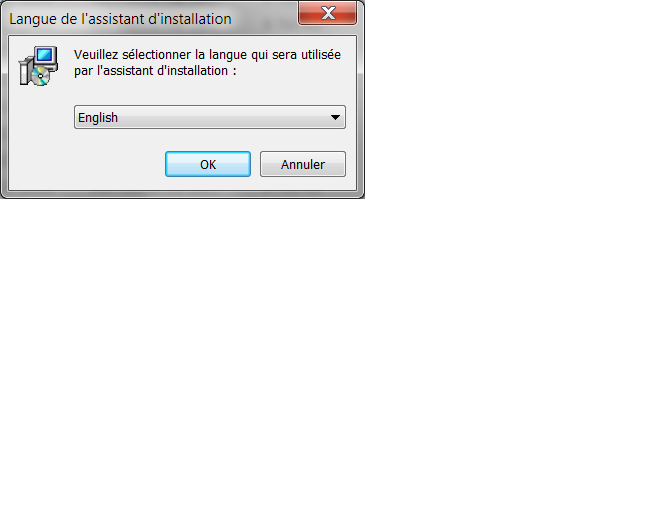 Langue de l'assistant d'installation
Veuillez sélectionner la langue qui sera utilisée
par l'assistant d'installation :
English
OK
Annuler